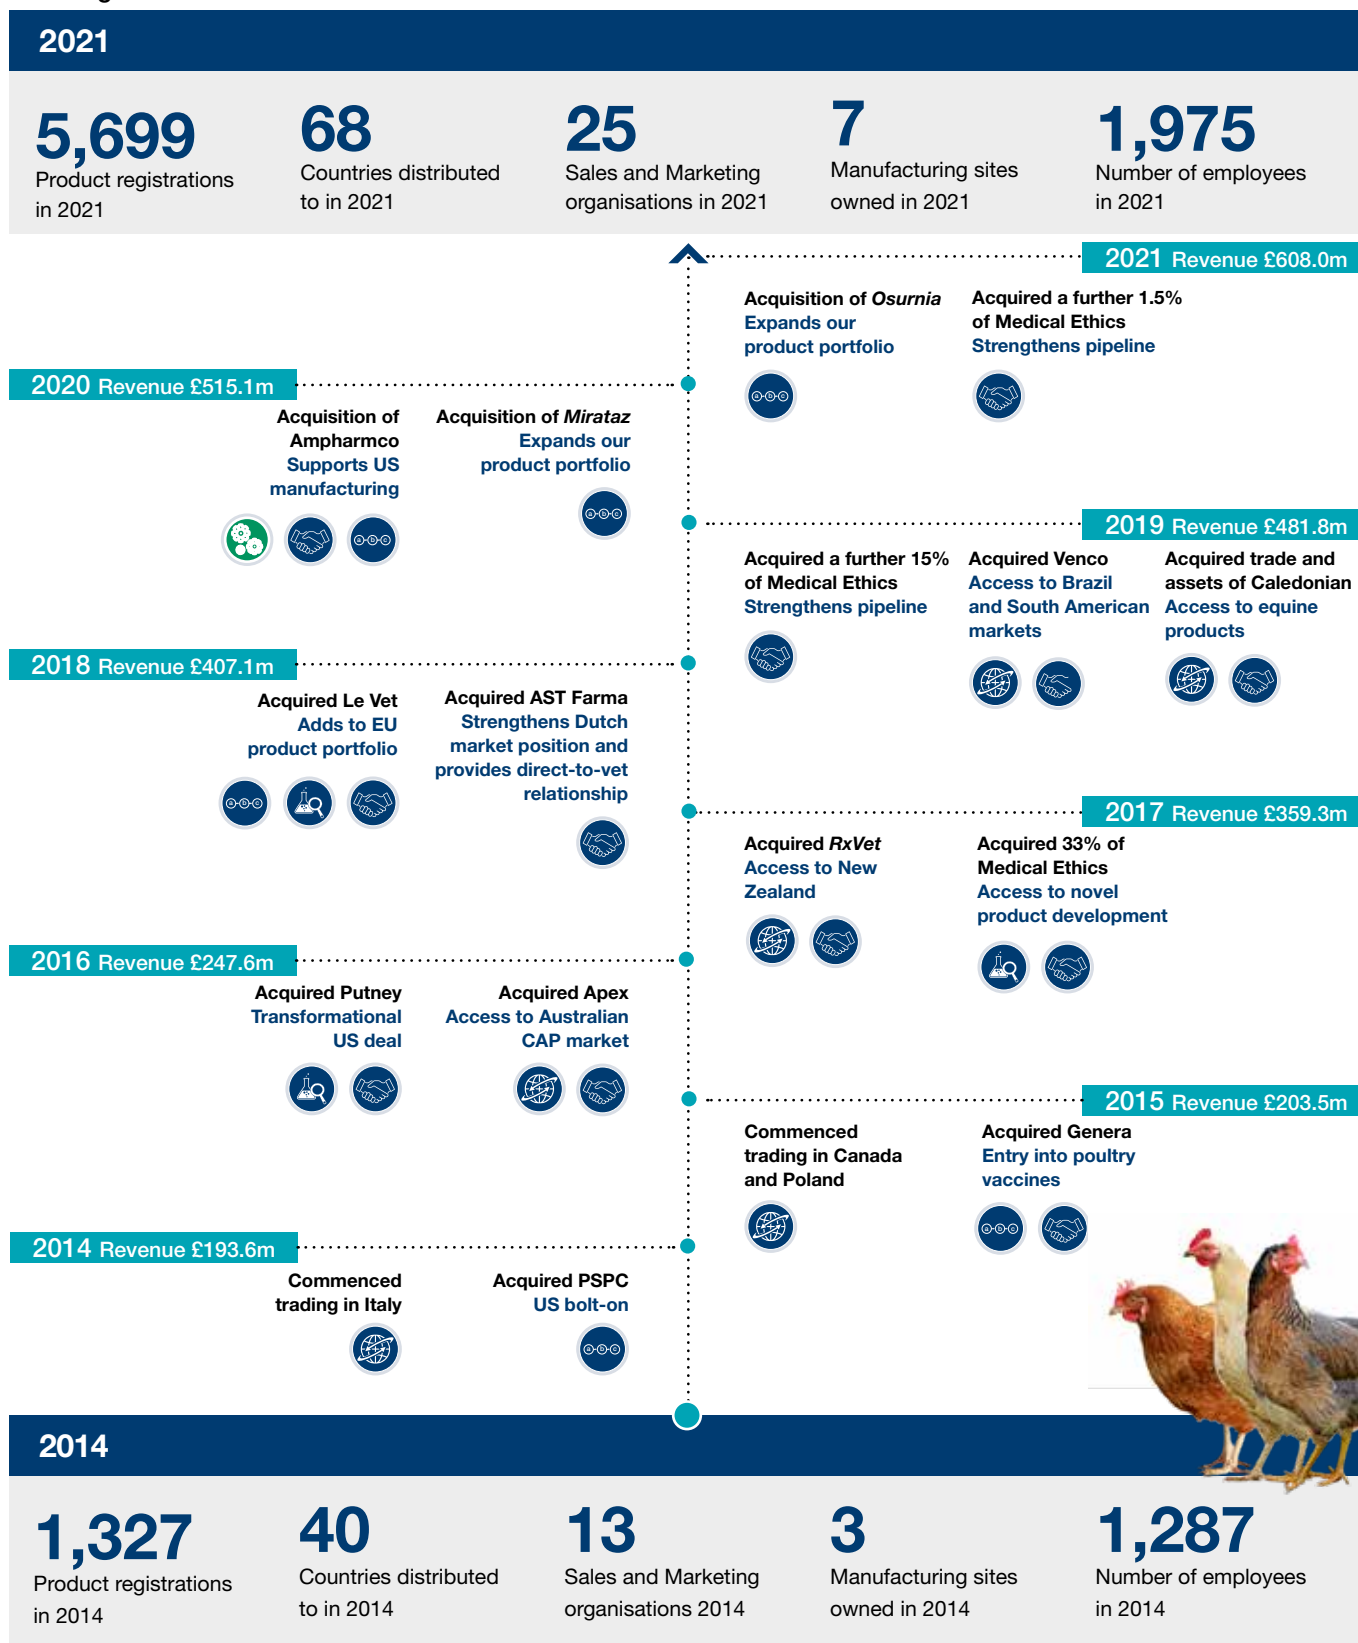 2021
5,699
Product registrations
in 2021
68
Countries distributed
to in 2021
25
Sales and Marketing
organisations in 2021
7
Manufacturing sites
owned in 2021
1,975
Number of employees
in 2021
2021 Revenue £608.0m
Acquisition of Osurnia
Expands our
product portfolio
a b c
Acquired a further 1.5%
of Medical Ethics
Strengthens pipeline
2020 Revenue £515.1m
Acquisition of
Ampharmco
Supports US
manufacturing
a b c
Acquisition of Mirataz
Expands our
product portfolio
a b c
2019 Revenue £481.8m
Acquired a further 15%
of Medical Ethics
Strengthens pipeline
Acquired Venco
Access to Brazil
and South American
markets
Acquired trade and
assets of Caledonian
Access to equine
products
2018 Revenue £407.1m
Acquired Le Vet
Adds to EU
product portfolio
a b c
Acquired AST Farma
Strengthens Dutch
market position and
provides direct-to-vet
relationship
2017 Revenue £359.3m
Acquired RxVet
Access to New
Zealand
Acquired 33% of
Medical Ethics
Access to novel
product development
2016 Revenue £247.6m
Acquired Putney
Transformational
US deal
Acquired Apex
Access to Australian
CAP market
2015 Revenue £203.5m
Commenced
trading in Canada
and Poland
Acquired Genera
Entry into poultry
vaccines
a b c
2014 Revenue £193.6m
Commenced
trading in Italy
Acquired PSPC
US bolt-on
a b c
2014
1,327
Product registrations
in 2014
40
Countries distributed
to in 2014
13
Sales and Marketing
organisations 2014
3
Manufacturing sites
owned in 2014
1,287
Number of employees
in 2014